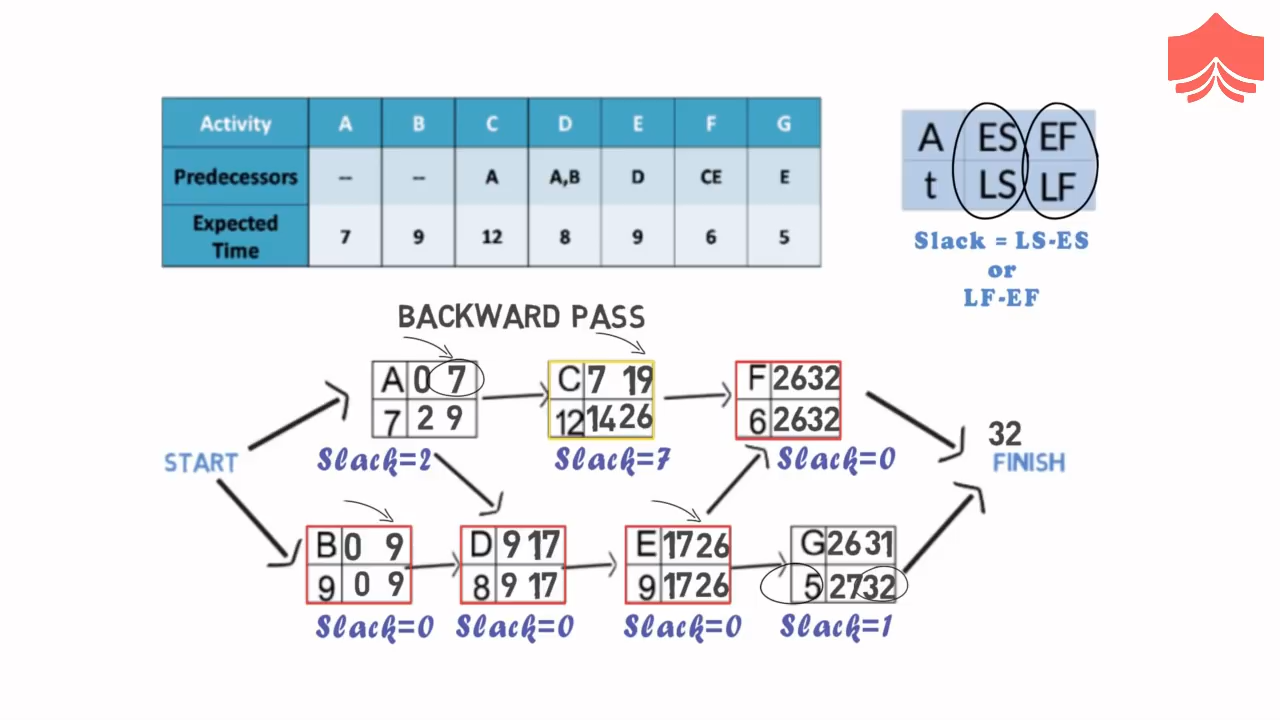 Activity A B C D E F G
Predecessors -- -- A A,B D CE E
Expected Time 7 9 12 8 9 6 5
A ES EF
t LS LF
Slack = LS-ES
or
LF-EF
BACKWARD PASS
A 0 7
7 2 9
Slack=2
C 7 19
12 14 26
Slack=7
F 26 32
6 26 32
Slack=0
START
32
FINISH
B 0 9
9 0 9
Slack=0
D 9 17
8 9 17
Slack=0
E 17 26
9 17 26
Slack=0
G 26 31
5 27 32
Slack=1